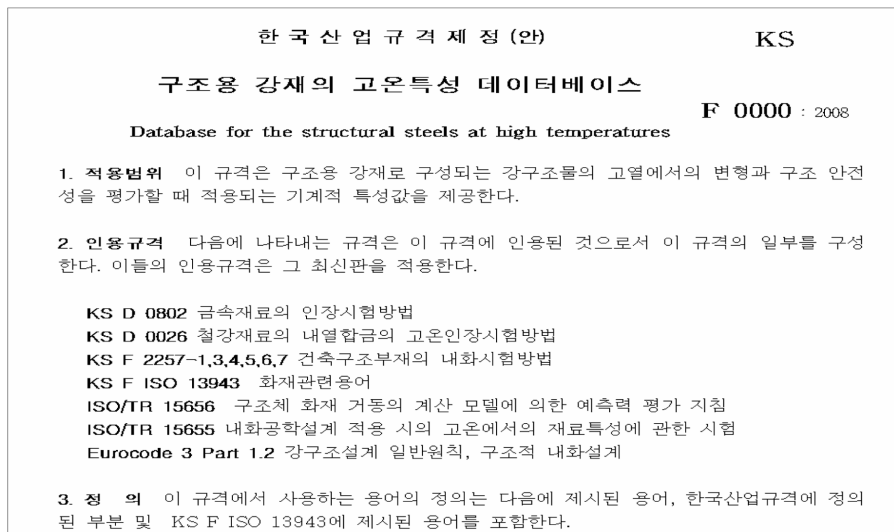 한 국 산 업 규 격 제 정 (안) KS
구조용 강재의 고온특성 데이터베이스
F 0000 : 2008
Database for the structural steels at high temperatures
1. 적용범위 이 규격은 구조용 강재로 구성되는 강구조물의 고열에서의 변형과 구조 안전
성을 평가할 때 적용되는 기계적 특성값을 제공한다.
2. 인용규격 다음에 나타내는 규격은 이 규격에 인용된 것으로서 이 규격의 일부를 구성
한다. 이들의 인용규격은 그 최신판을 적용한다.
KS D 0802 금속재료의 인장시험방법
KS D 0026 철강재료의 내열합금의 고온인장시험방법
KS F 2257-1,3,4,5,6,7 건축구조부재의 내화시험방법
KS F ISO 13943 화재관련용어
ISO/TR 15656 구조체 화재 거동의 계산 모델에 의한 예측력 평가 지침
ISO/TR 15655 내화공학설계 적용 시의 고온에서의 재료특성에 관한 시험
Eurocode 3 Part 1.2 강구조설계 일반원칙, 구조적 내화설계
3. 정 의 이 규격에서 사용하는 용어의 정의는 다음에 제시된 용어, 한국산업규격에 정의
된 부분 및 KS F ISO 13943에 제시된 용어를 포함한다.